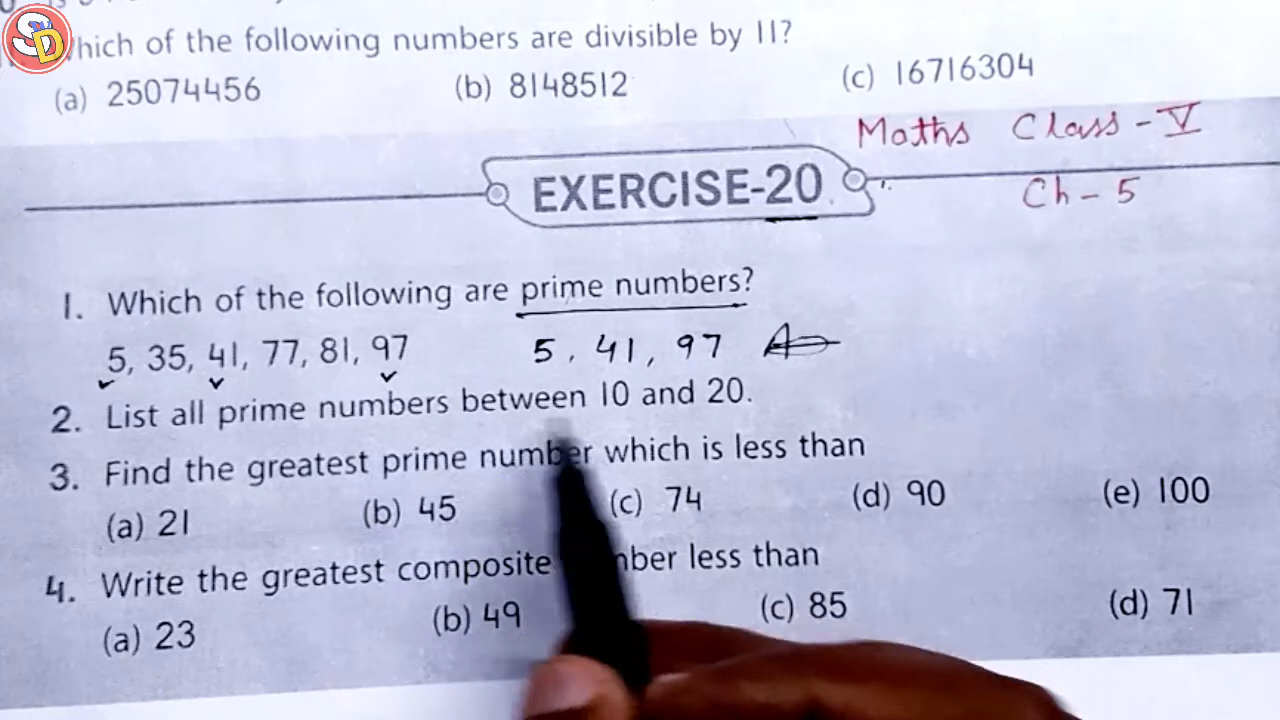 SD
hich of the following numbers are divisible by 11?
(a) 25074456 (b) 8148512 (c) 16716304
Maths Class - V
EXERCISE-20
Ch - 5
1. Which of the following are prime numbers?
5, 35, 41, 77, 81, 97 5, 41, 97
2. List all prime numbers between 10 and 20.
3. Find the greatest prime number which is less than
(a) 21 (b) 45 (c) 74 (d) 90 (e) 100
4. Write the greatest composite mber less than
(a) 23 (b) 49 (c) 85 (d) 71